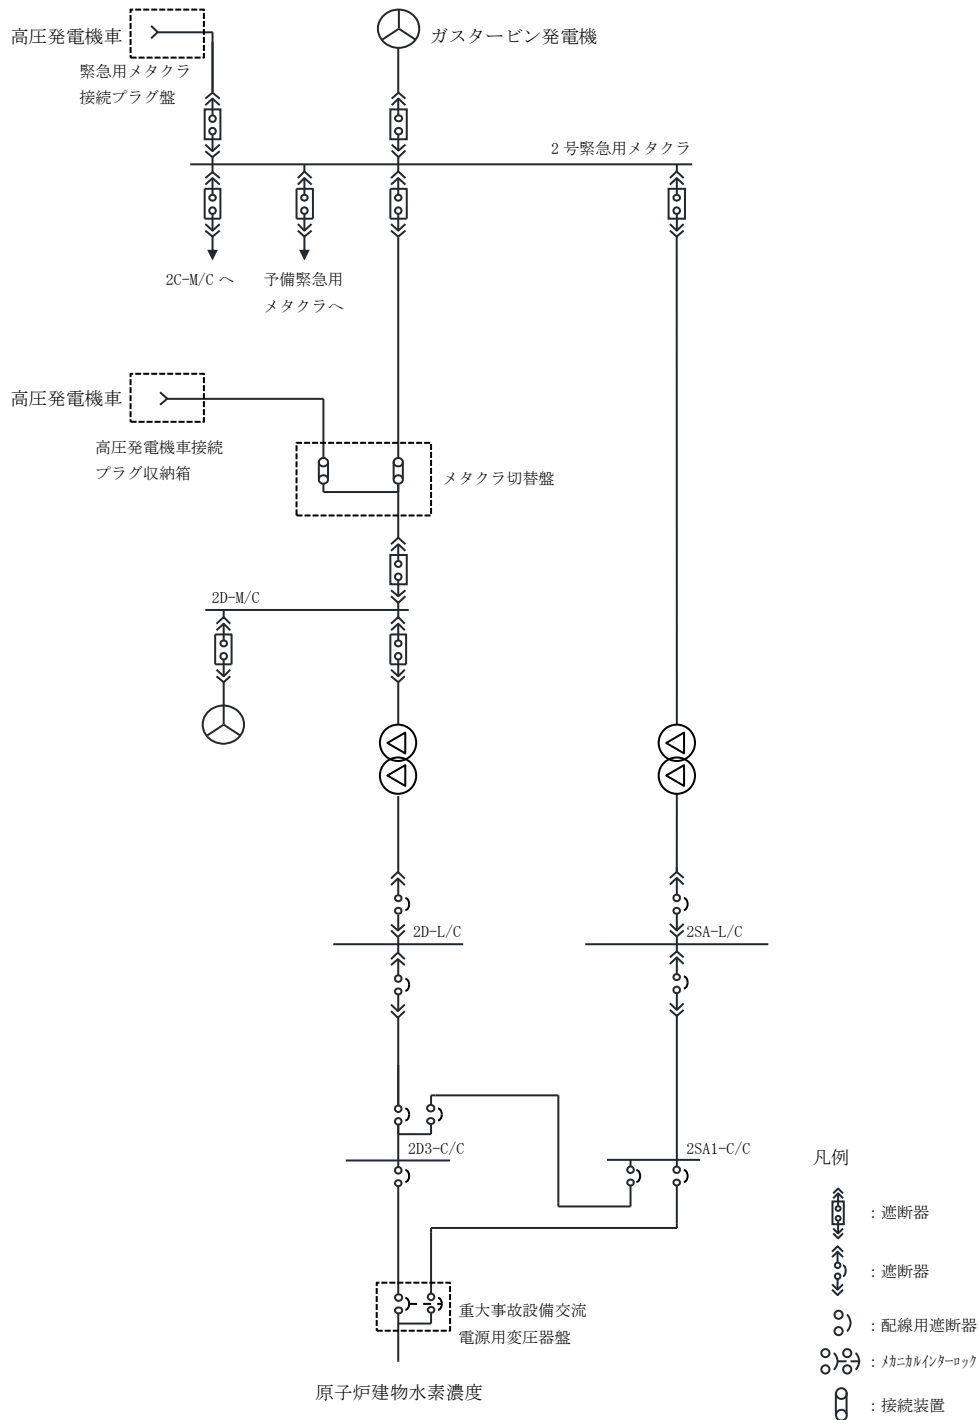 高圧発電機車
ガスタービン発電機
緊急用メタクラ
接続プラグ盤
2 号緊急用メタクラ
2C-M/C へ
予備緊急用
メタクラへ
高圧発電機車
高圧発電機車接続
プラグ収納箱
メタクラ切替盤
2D-M/C
2D-L/C
2SA-L/C
2D3-C/C
2SA1-C/C
凡例
：遮断器
：遮断器
：配線用遮断器
：ﾒｶﾆｶﾙｲﾝﾀｰﾛｯｸ
：接続装置
重大事故設備交流
電源用変圧器盤
原子炉建物水素濃度